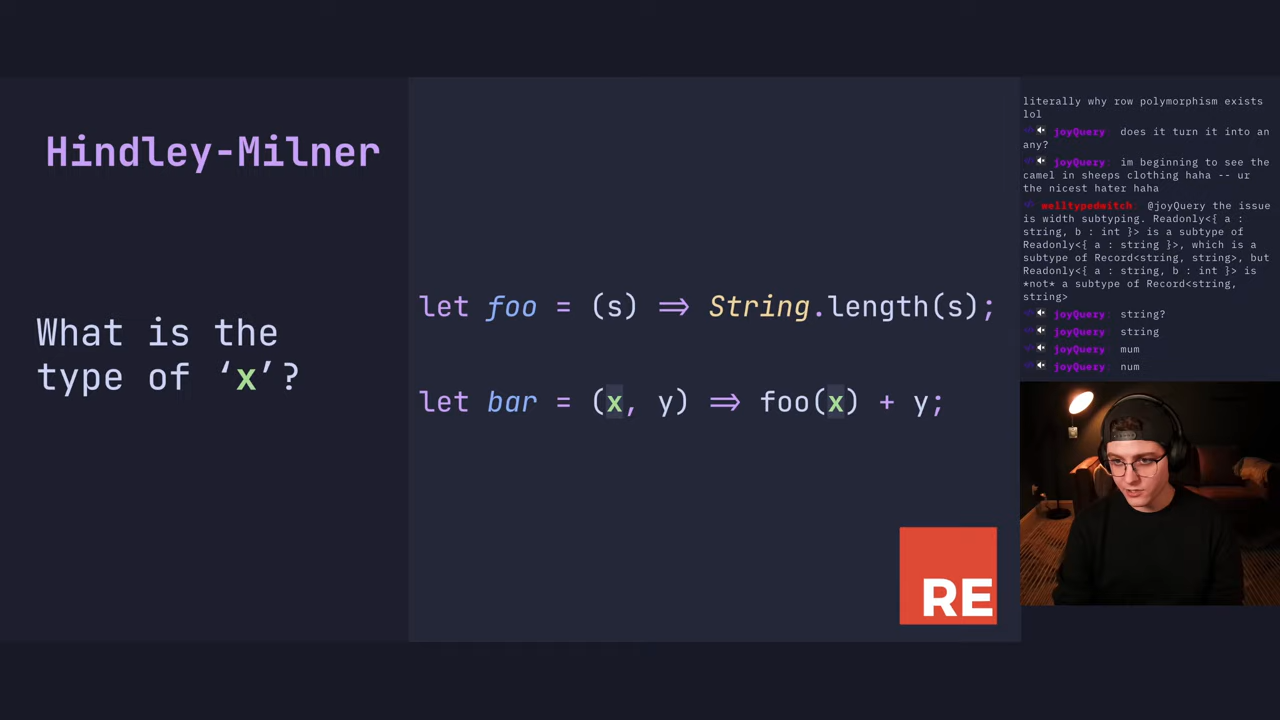 Hindley-Milner
What is the
type of ‘x’?
let foo = (s) => String.length(s);
let bar = (x, y) => foo(x) + y;
RE
literally why row polymorphism exists
lol
joyQuery: does it turn it into an
any?
joyQuery: im beginning to see the
camel in sheeps clothing haha -- ur
the nicest hater haha
welltypedwitch: @joyQuery the issue
is width subtyping. Readonly<{ a :
string, b : int }> is a subtype of
Readonly<{ a : string }>, which is a
subtype of Record<string, string>, but
Readonly<{ a : string, b : int }> is
*not* a subtype of Record<string,
string>
joyQuery: string?
joyQuery: string
joyQuery: mum
joyQuery: num